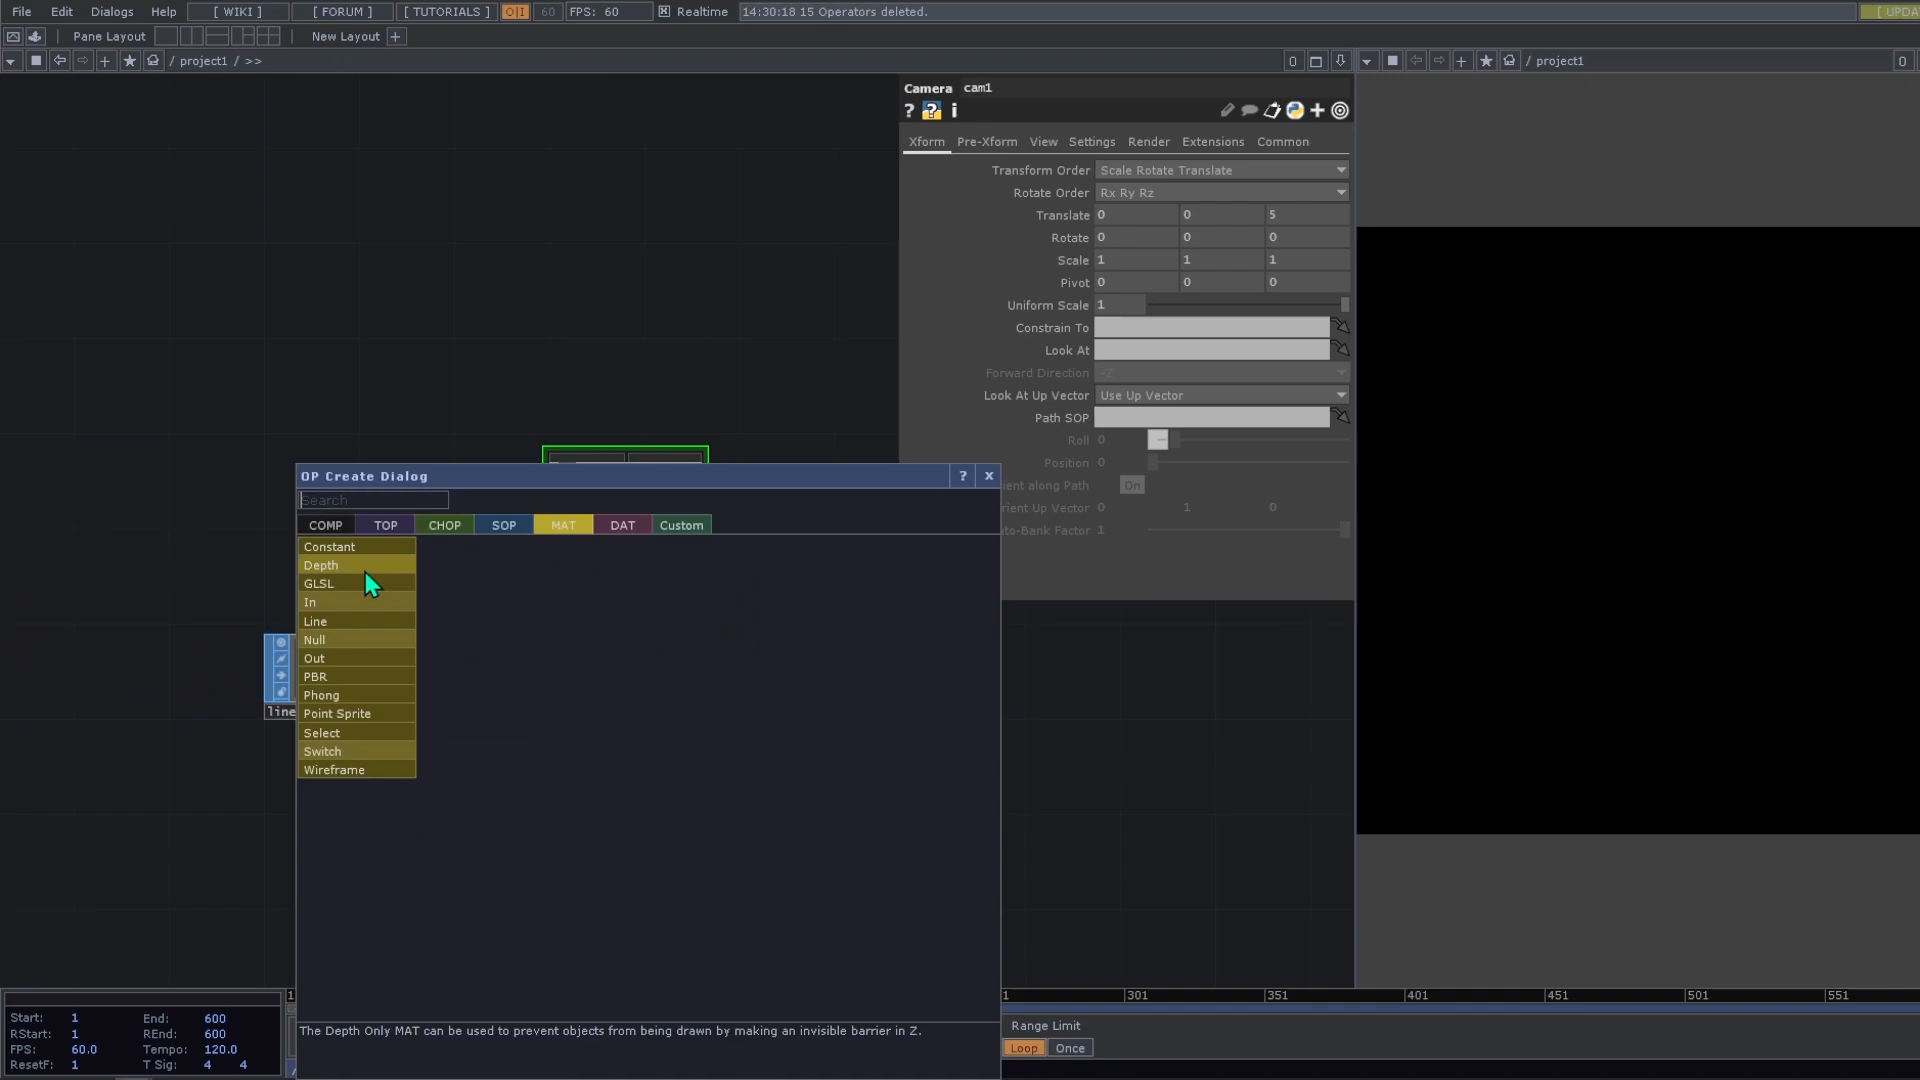 File Edit Dialogs Help [ WIKI ] [ FORUM ] [ TUTORIALS ] O|I 60 FPS: 60 Realtime 14:30:18 15 Operators deleted. [ UPDA
Pane Layout New Layout +
/ project1 / >> 0 / project1 0
Camera cam1
? ? i
Xform Pre-Xform View Settings Render Extensions Common
Transform Order Scale Rotate Translate
Rotate Order Rx Ry Rz
Translate 0 0 5
Rotate 0 0 0
Scale 1 1 1
Pivot 0 0 0
Uniform Scale 1
Constrain To
Look At
Forward Direction -Z
Look At Up Vector Use Up Vector
Path SOP
Roll 0
Position 0
ient along Path On
rient Up Vector 0 1 0
to-Bank Factor 1
OP Create Dialog ? x
Search
COMP TOP CHOP SOP MAT DAT Custom
Constant
Depth
GLSL
In
Line
Null
Out
PBR
Phong
Point Sprite
Select
Switch
Wireframe
line
The Depth Only MAT can be used to prevent objects from being drawn by making an invisible barrier in Z.
1 1 301 351 401 451 501 551
Start: 1 End: 600
RStart: 1 REnd: 600
FPS: 60.0 Tempo: 120.0
ResetF: 1 T Sig: 4 4
Range Limit
Loop Once